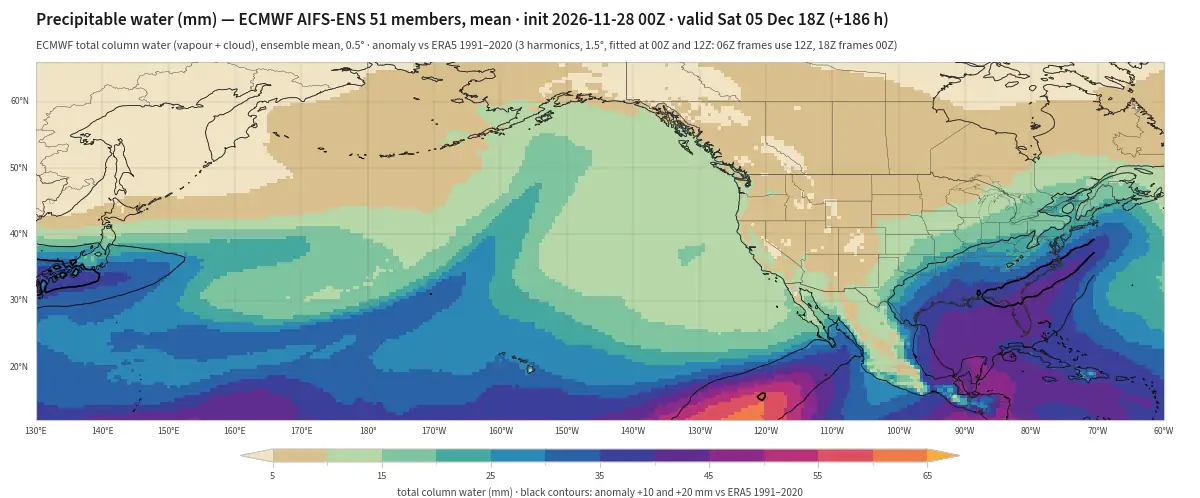 Precipitable water (mm) — ECMWF AIFS-ENS 51 members, mean · init 2026-11-28 00Z · valid Sat 05 Dec 18Z (+186 h)
ECMWF total column water (vapour + cloud), ensemble mean, 0.5° · anomaly vs ERA5 1991–2020 (3 harmonics, 1.5°, fitted at 00Z and 12Z: 06Z frames use 12Z, 18Z frames 00Z)
60°N
50°N
40°N
30°N
20°N
130°E 140°E 150°E 160°E 170°E 180° 170°W 160°W 150°W 140°W 130°W 120°W 110°W 100°W 90°W 80°W 70°W 60°W
5 15 25 35 45 55 65
total column water (mm) · black contours: anomaly +10 and +20 mm vs ERA5 1991–2020